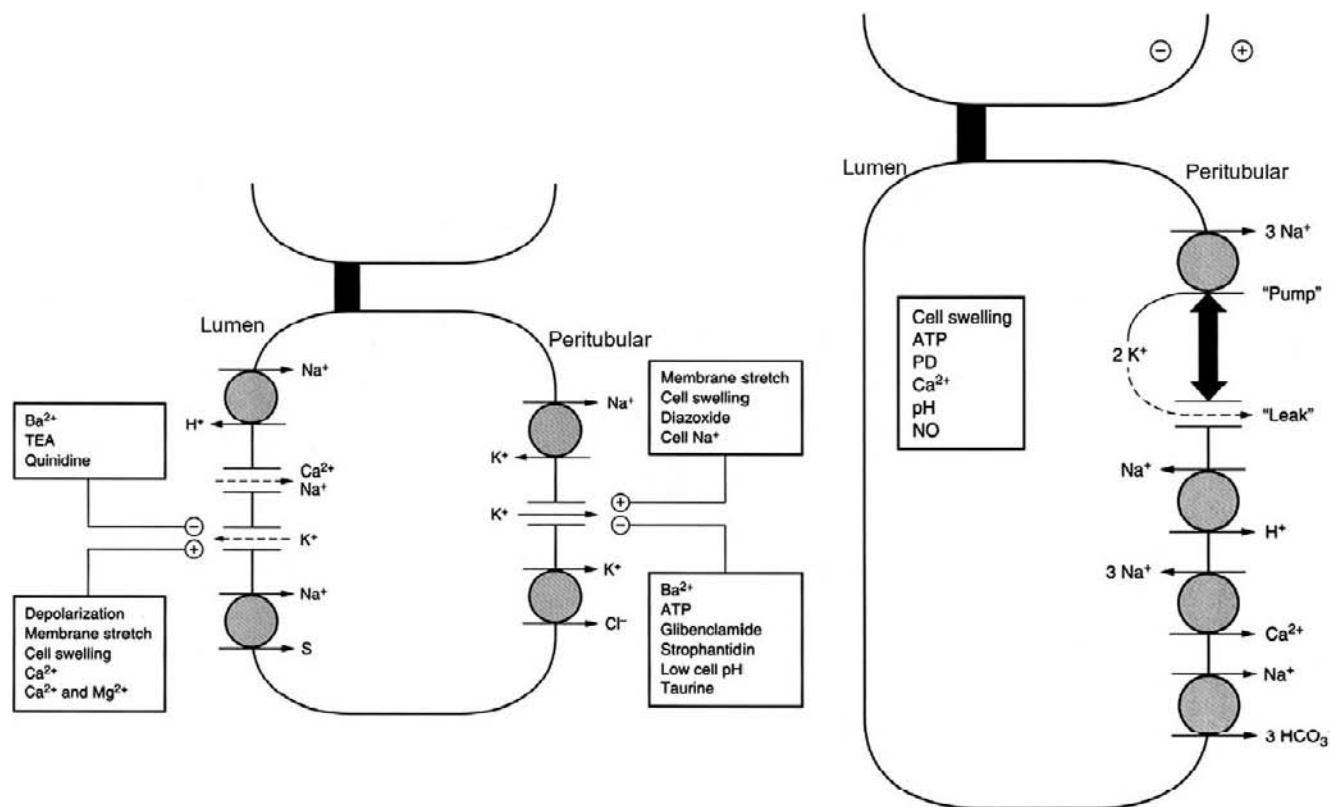 Lumen
Peritubular
Na⁺
H⁺
Ca²⁺
Na⁺
K⁺
Na⁺
S
Ba²⁺
TEA
Quinidine
−
+
Depolarization
Membrane stretch
Cell swelling
Ca²⁺
Ca²⁺ and Mg²⁺
Na⁺
K⁺
K⁺
K⁺
Cl⁻
Membrane stretch
Cell swelling
Diazoxide
Cell Na⁺
+
−
Ba²⁺
ATP
Glibenclamide
Strophantidin
Low cell pH
Taurine
− +
Lumen
Peritubular
Cell swelling
ATP
PD
Ca²⁺
pH
NO
3 Na⁺
"Pump"
2 K⁺
"Leak"
Na⁺
H⁺
3 Na⁺
Ca²⁺
Na⁺
3 HCO₃